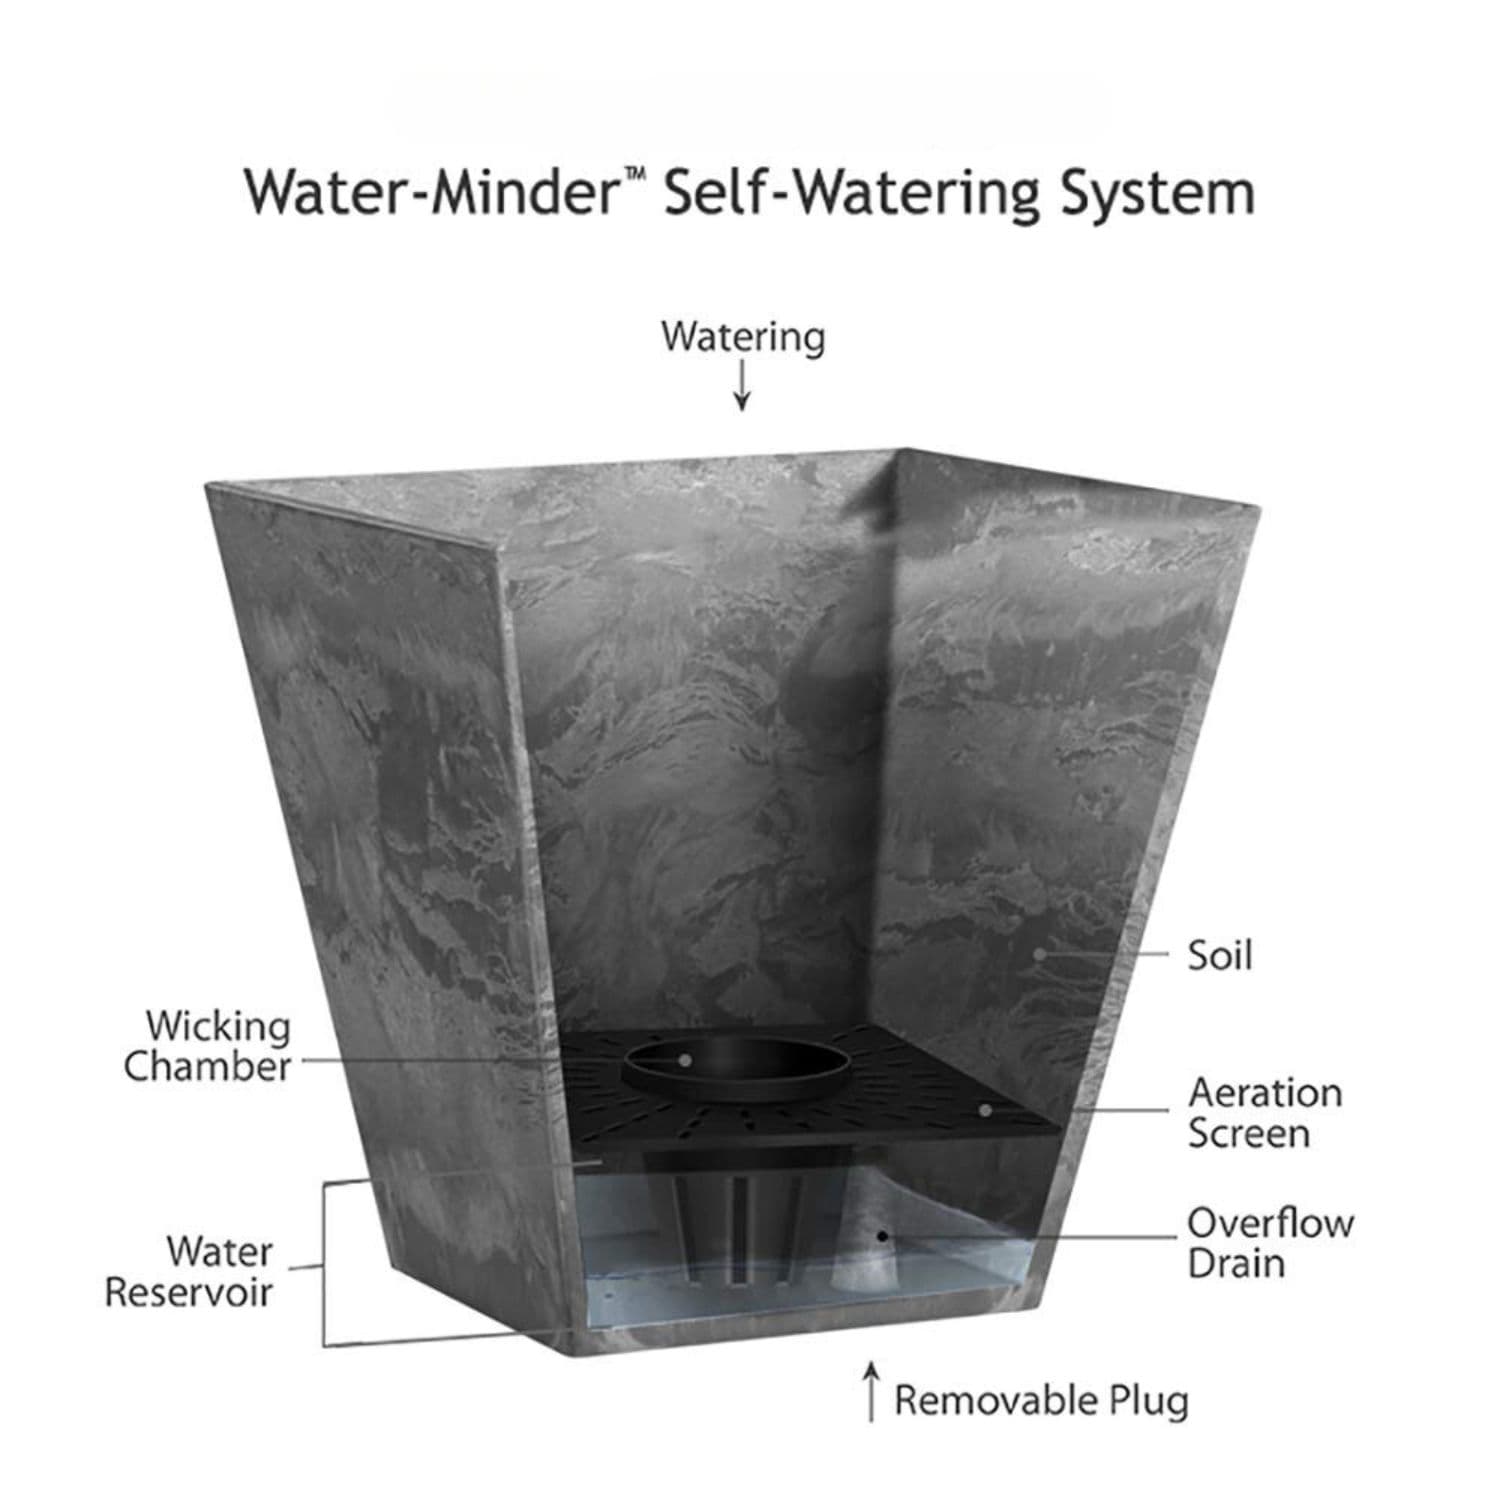 Water-Minder™ Self-Watering System
Watering
Soil
Wicking
Chamber
Aeration
Screen
Overflow
Drain
Water
Reservoir
Removable Plug